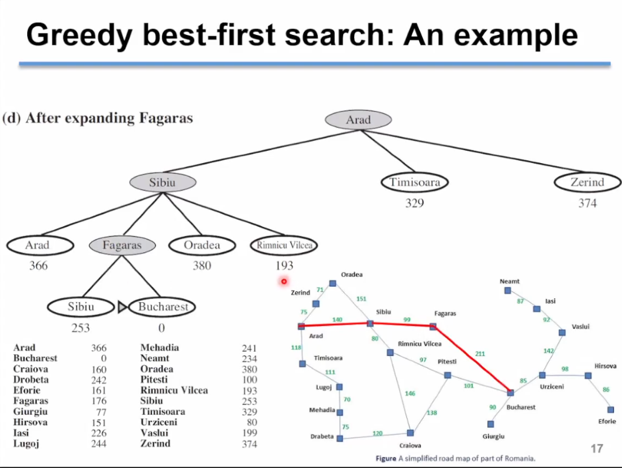 Greedy best-first search: An example
(d) After expanding Fagaras
Arad
Sibiu
Timisoara
Zerind
329
374
Arad
Fagaras
Oradea
Rimnicu Vilcea
366
380
193
Sibiu
Bucharest
253
0
Arad 366 Mehadia 241
Bucharest 0 Neamt 234
Craiova 160 Oradea 380
Drobeta 242 Pitesti 100
Eforie 161 Rimnicu Vilcea 193
Fagaras 176 Sibiu 253
Giurgiu 77 Timisoara 329
Hirsova 151 Urziceni 80
Iasi 226 Vaslui 199
Lugoj 244 Zerind 374
Oradea
71
Zerind
151
75
Sibiu
140
99
Fagaras
Arad
118
80
Rimnicu Vilcea
Timisoara
97
Pitesti
211
111
Lugoj
70
146
101
Mehadia
138
75
Drabeta
120
Craiova
Neamt
87
Iasi
92
Vaslui
142
98
Hirsova
85
Urziceni
86
Bucharest
90
Eforie
Giurgiu
Figure A simplified road map of part of Romania.
17